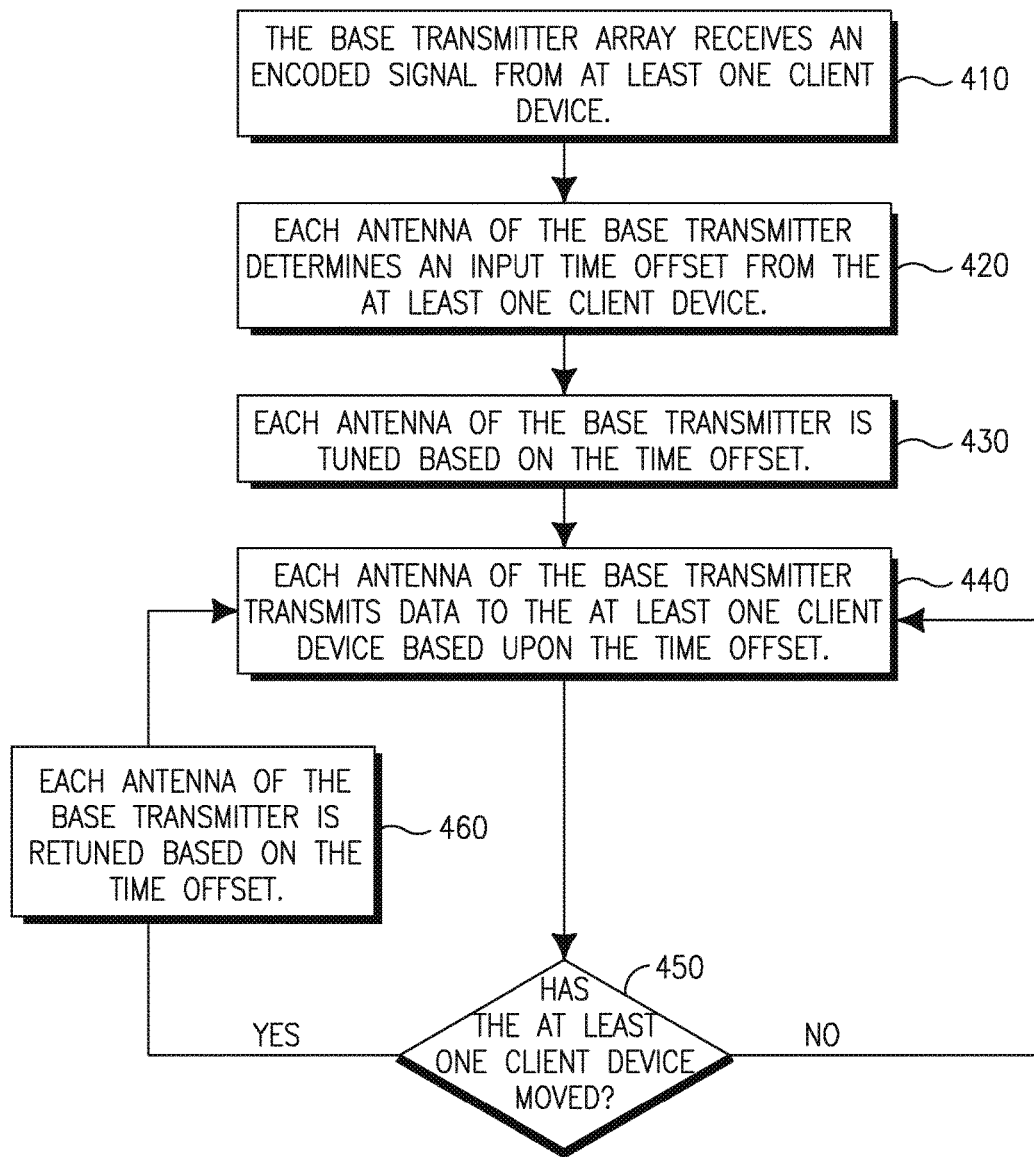 THE BASE TRANSMITTER ARRAY RECEIVES AN
ENCODED SIGNAL FROM AT LEAST ONE CLIENT
DEVICE.
410
EACH ANTENNA OF THE BASE TRANSMITTER
DETERMINES AN INPUT TIME OFFSET FROM THE
AT LEAST ONE CLIENT DEVICE.
420
EACH ANTENNA OF THE BASE TRANSMITTER IS
TUNED BASED ON THE TIME OFFSET.
430
EACH ANTENNA OF THE BASE TRANSMITTER
TRANSMITS DATA TO THE AT LEAST ONE CLIENT
DEVICE BASED UPON THE TIME OFFSET.
440
EACH ANTENNA OF THE
BASE TRANSMITTER IS
RETUNED BASED ON THE
TIME OFFSET.
460
450
HAS
THE AT LEAST
ONE CLIENT DEVICE
MOVED?
YES
NO